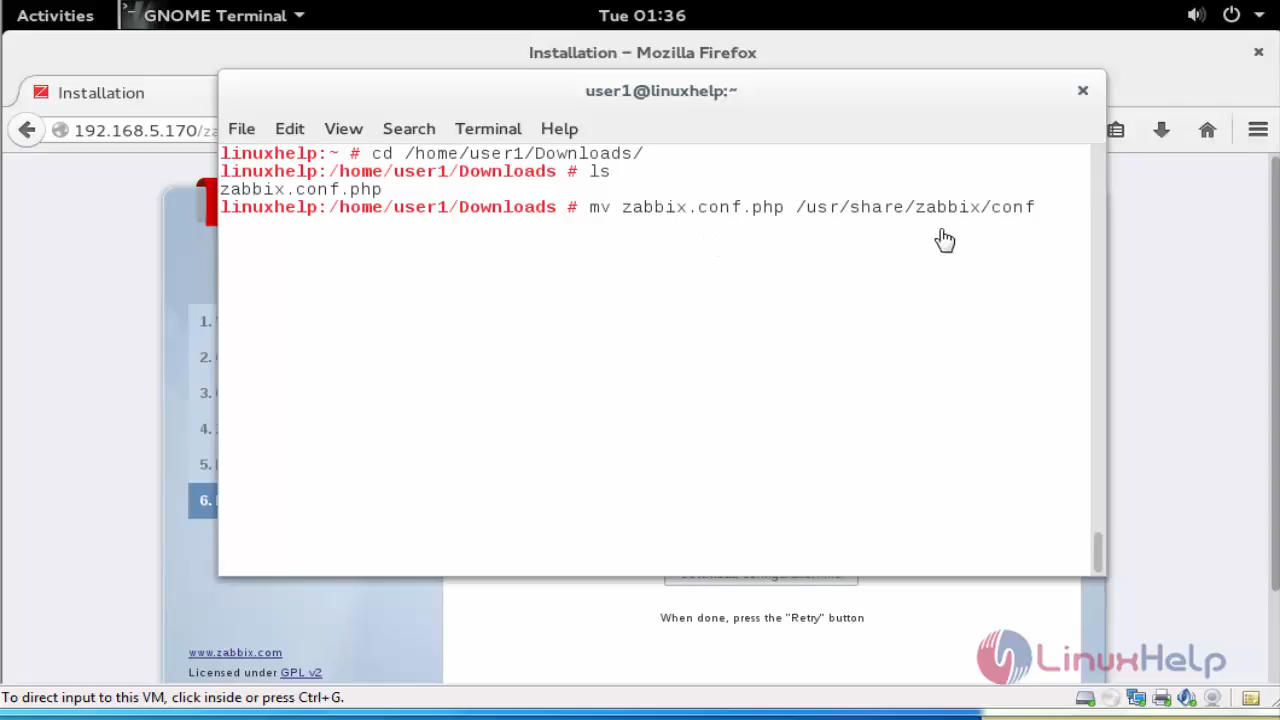 Activities GNOME Terminal Tue 01:36
Installation – Mozilla Firefox
Installation
user1@linuxhelp:~
192.168.5.170/za
File Edit View Search Terminal Help
linuxhelp:~ # cd /home/user1/Downloads/
linuxhelp:/home/user1/Downloads # ls
zabbix.conf.php
linuxhelp:/home/user1/Downloads # mv zabbix.conf.php /usr/share/zabbix/conf
1.
2.
3.
4.
5.
6.
When done, press the "Retry" button
www.zabbix.com
Licensed under GPL v2
LinuxHelp
To direct input to this VM, click inside or press Ctrl+G.